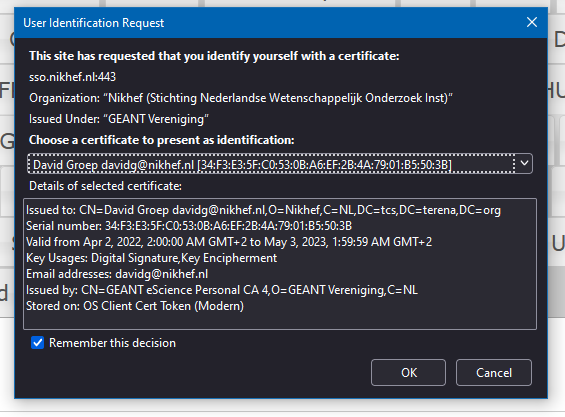 User Identification Request
This site has requested that you identify yourself with a certificate:
sso.nikhef.nl:443
Organization: “Nikhef (Stichting Nederlandse Wetenschappelijk Onderzoek Inst)”
Issued Under: “GEANT Vereniging”
Choose a certificate to present as identification:
David Groep davidg@nikhef.nl [34:F3:E3:5F:C0:53:0B:A6:EF:2B:4A:79:01:B5:50:3B]
Details of selected certificate:
Issued to: CN=David Groep davidg@nikhef.nl,O=Nikhef,C=NL,DC=tcs,DC=terena,DC=org
Serial number: 34:F3:E3:5F:C0:53:0B:A6:EF:2B:4A:79:01:B5:50:3B
Valid from Apr 2, 2022, 2:00:00 AM GMT+2 to May 3, 2023, 1:59:59 AM GMT+2
Key Usages: Digital Signature,Key Encipherment
Email addresses: davidg@nikhef.nl
Issued by: CN=GEANT eScience Personal CA 4,O=GEANT Vereniging,C=NL
Stored on: OS Client Cert Token (Modern)
Remember this decision
OK
Cancel